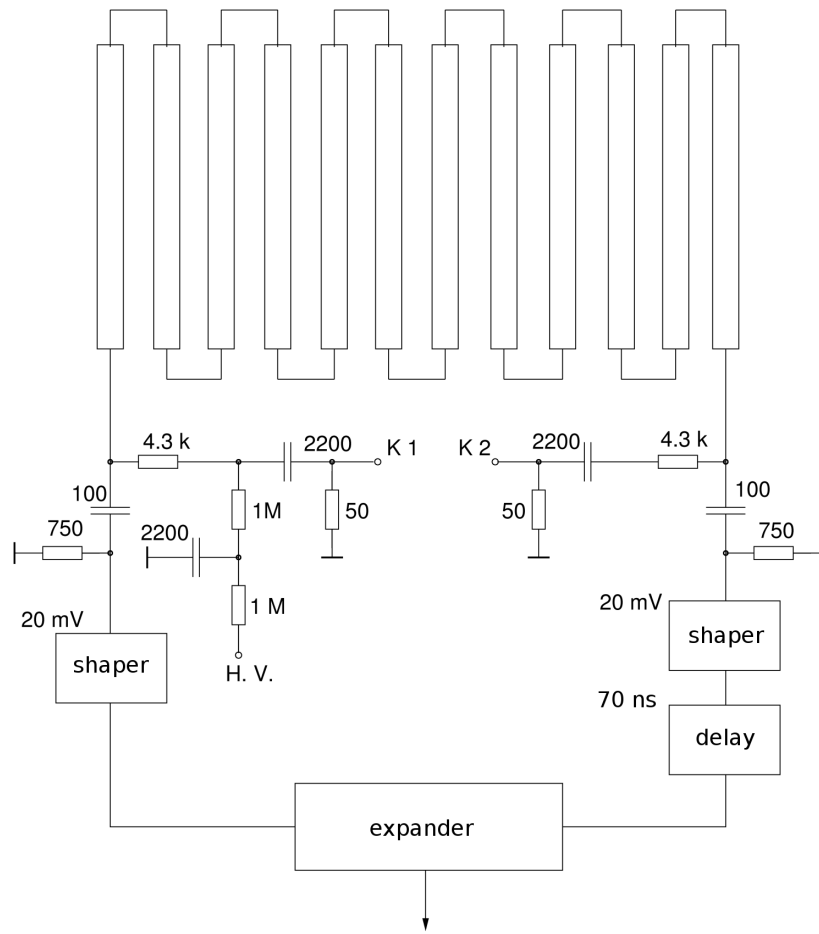 4.3 k
2200
K 1
K 2
2200
4.3 k
100
1M
50
50
100
750
2200
750
1 M
20 mV
shaper
H. V.
20 mV
shaper
70 ns
delay
expander